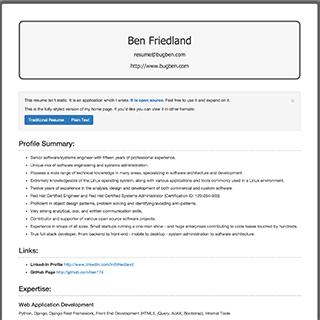 Ben Friedland
resume@bugben.com
http://www.bugben.com
This resume isn't static. It is an application which I wrote. It is open source. Feel free to use it and expand on it.
×
This is the fully-styled version of my home page. If you'd like you can view it in other formats:
Traditional Resume
Plain Text
Profile Summary:
Senior software/systems engineer with fifteen years of professional experience.
Unique mix of software engineering and systems administration.
Possess a wide range of technical knowledge in many areas, specializing in software architecture and development.
Extremely knowledgeable of the Linux operating system, along with various applications and tools commonly used in a Linux environment.
Twelve years of experience in the analysis, design and development of both commercial and custom software.
Red Hat Certified Engineer and Red Hat Certified Systems Administrator (Certification ID:
Proficient in object design patterns, problem solving and identifying/avoiding anti-patterns.
Very strong analytical, oral, and written communication skills.
Contributor and supporter of various open source software projects.
Experience in shops of all sizes. Small startups running a one-man show - and huge enterprises contributing to code bases touched by hundreds.
True full-stack developer. From backend to front-end - mobile to desktop - system administration to software architecture.
Links:
LinkedIn Profile http://www.linkedin.com/in/bfriedland
GitHub Page http://github.com/ben174
Expertise:
Web Application Development
Python, Django, Django Rest Framework, Front End Development (HTML5, jQuery, AJAX, Bootstrap), Internal Tools